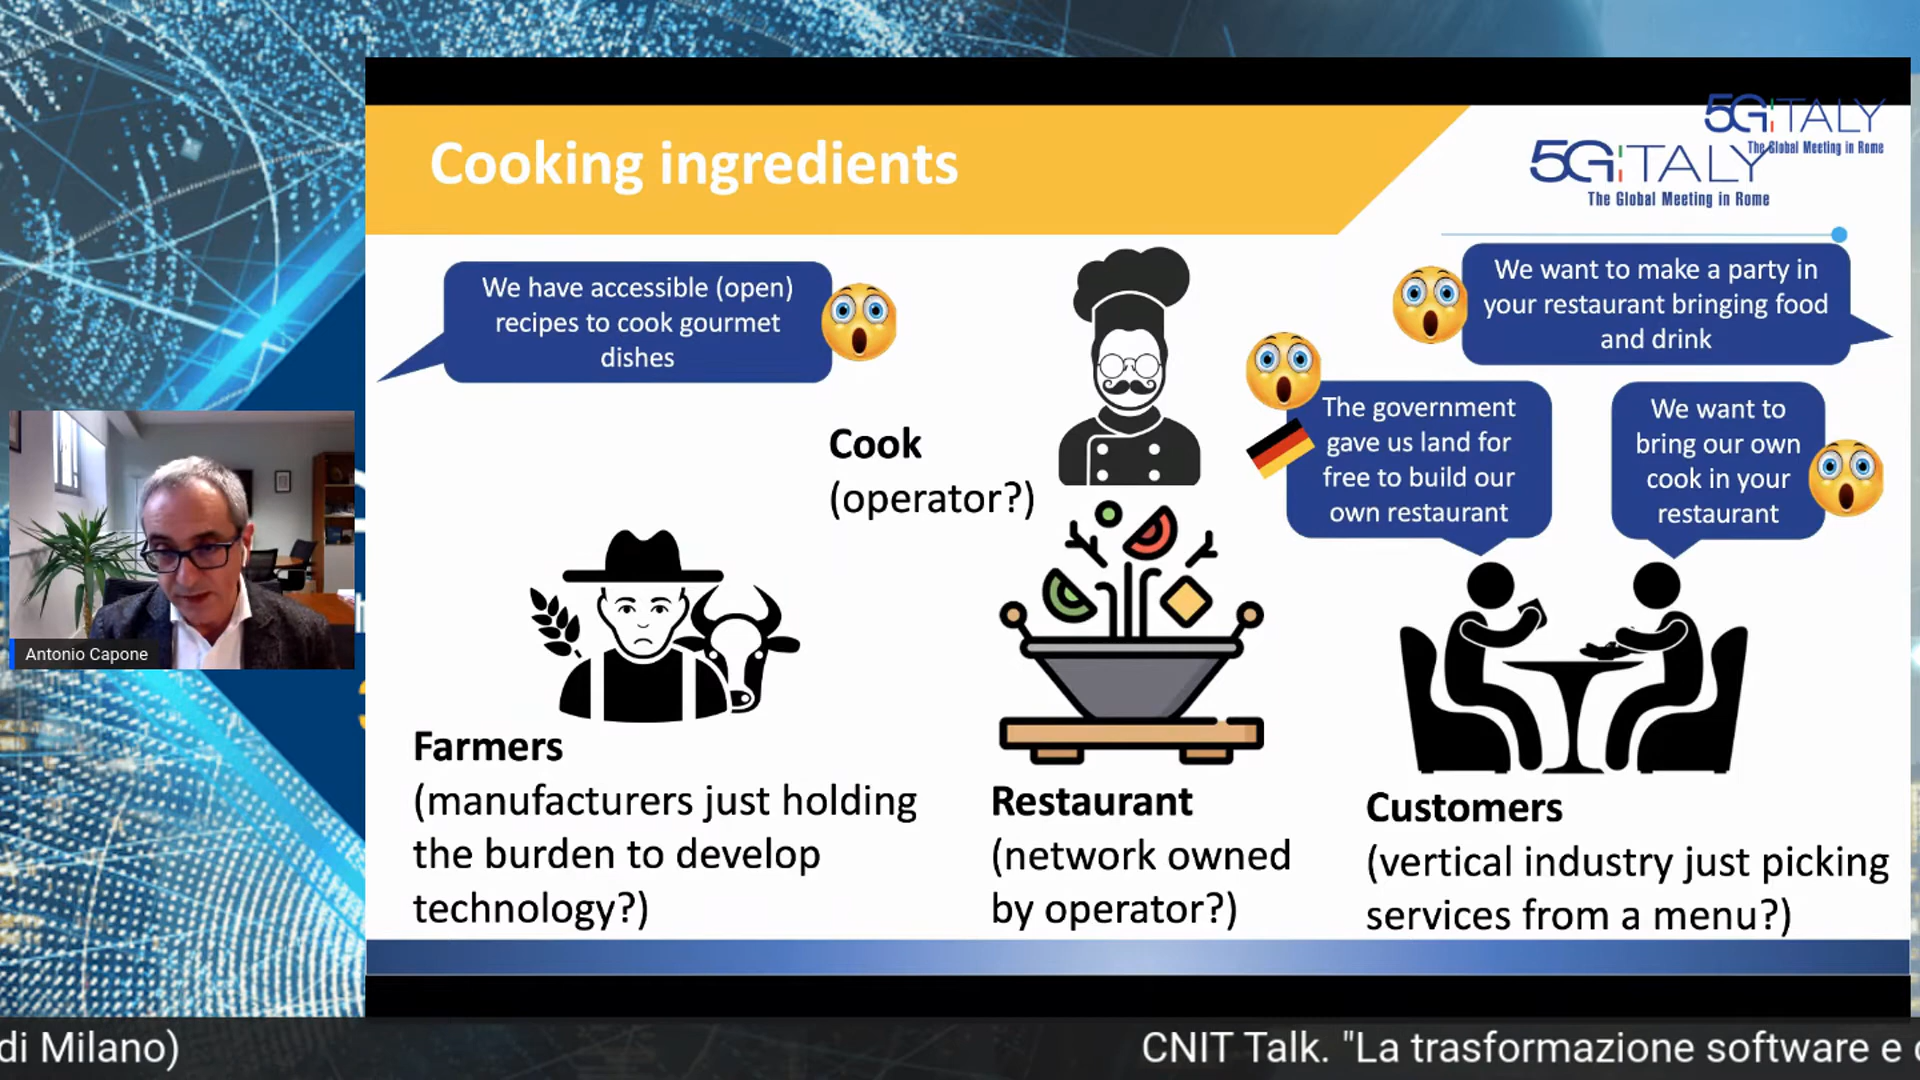 5GITALY
The Global Meeting in Rome
5GITALY
The Global Meeting in Rome
Cooking ingredients
We have accessible (open)
recipes to cook gourmet
dishes
We want to make a party in
your restaurant bringing food
and drink
The government
gave us land for
free to build our
own restaurant
We want to
bring our own
cook in your
restaurant
Cook
(operator?)
Farmers
(manufacturers just holding
the burden to develop
technology?)
Restaurant
(network owned
by operator?)
Customers
(vertical industry just picking
services from a menu?)
Antonio Capone
di Milano)
CNIT Talk. "La trasformazione software e